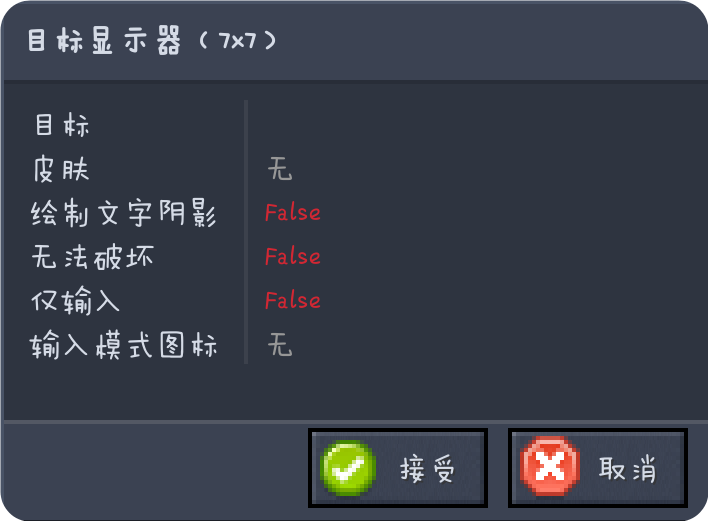 目标显示器（7x7）
目标
皮肤 无
绘制文字阴影 False
无法破坏 False
仅输入 False
输入模式图标 无
接受 取消